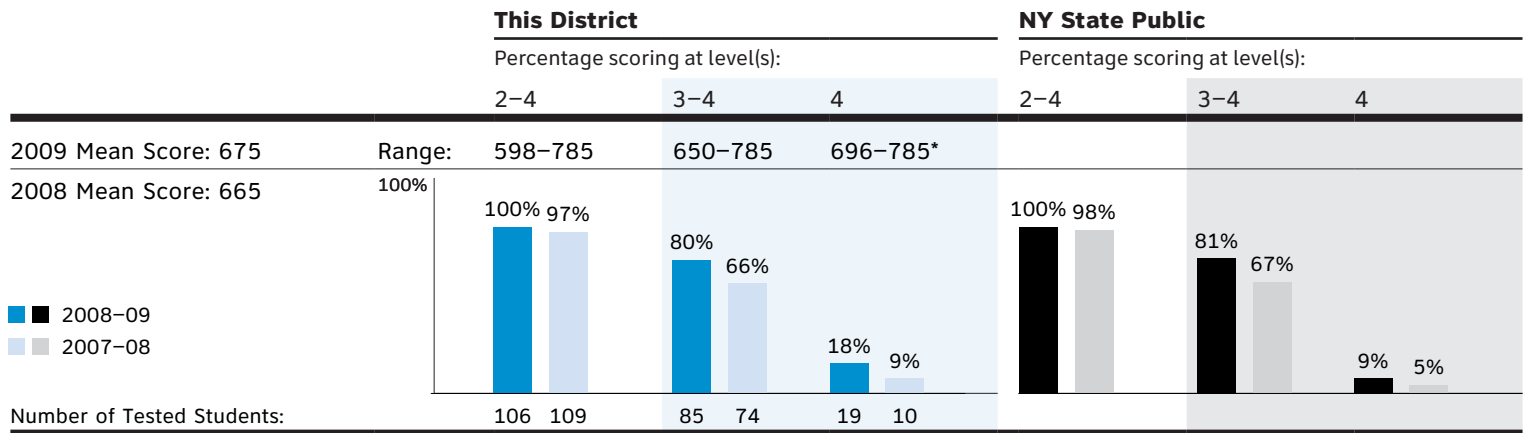 This District NY State Public
Percentage scoring at level(s): Percentage scoring at level(s):
2–4 3–4 4 2–4 3–4 4
2009 Mean Score: 675 Range: 598–785 650–785 696–785*
2008 Mean Score: 665
100%
100% 97% 80% 66% 18% 9% 100% 98% 81% 67% 9% 5%
2008–09
2007–08
Number of Tested Students: 106 109 85 74 19 10